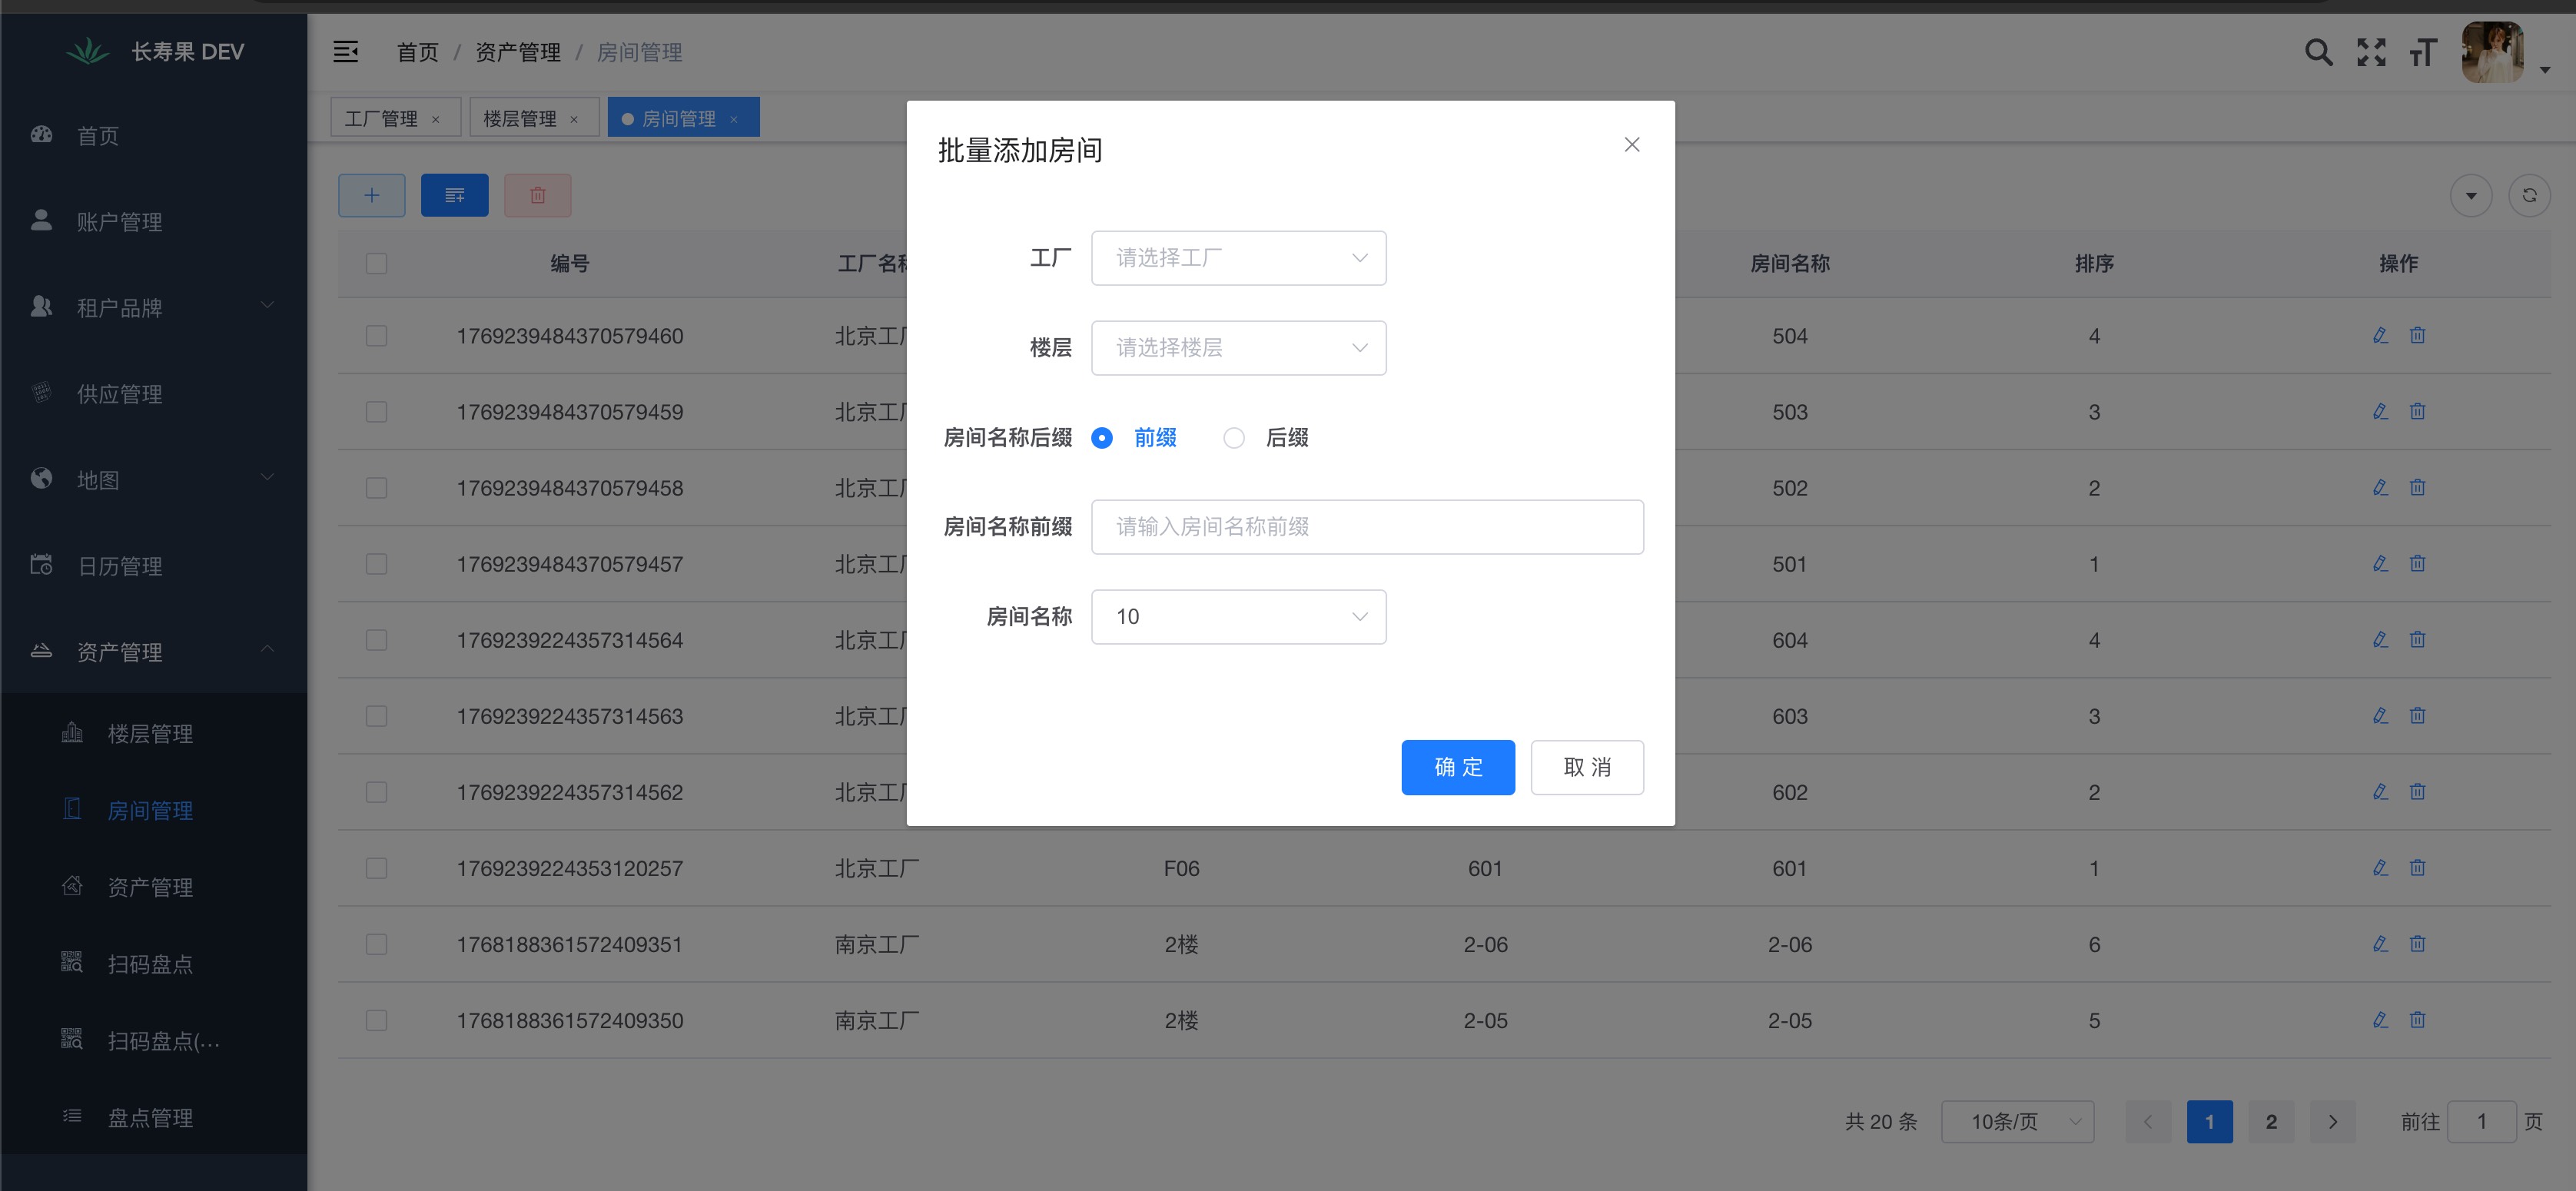 长寿果 DEV
首页 / 资产管理 / 房间管理
工厂管理 ×
楼层管理 ×
房间管理 ×
首页
账户管理
租户品牌
供应管理
地图
日历管理
资产管理
楼层管理
房间管理
资产管理
扫码盘点
扫码盘点(...
盘点管理
批量添加房间
工厂 请选择工厂
楼层 请选择楼层
房间名称后缀 前缀 后缀
房间名称前缀 请输入房间名称前缀
房间名称 10
确 定 取 消
编号 工厂名称 房间名称 排序 操作
1769239484370579460 北京工厂 504 4
1769239484370579459 北京工厂 503 3
1769239484370579458 北京工厂 502 2
1769239484370579457 北京工厂 501 1
1769239224357314564 北京工厂 604 4
1769239224357314563 北京工厂 603 3
1769239224357314562 北京工厂 602 2
1769239224353120257 北京工厂 F06 601 601 1
1768188361572409351 南京工厂 2楼 2-06 2-06 6
1768188361572409350 南京工厂 2楼 2-05 2-05 5
共 20 条 10条/页 1 2 前往 1 页